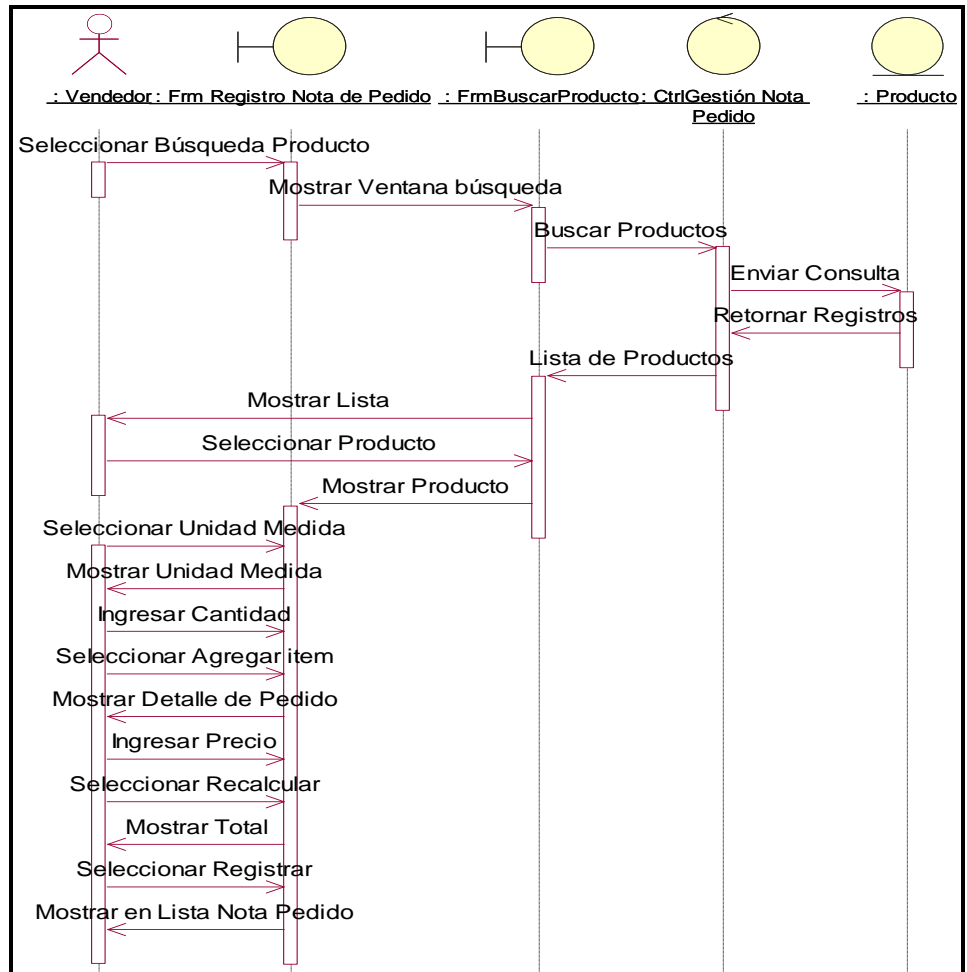 : Vendedor
: Frm Registro Nota de Pedido
: FrmBuscarProducto
: CtrlGestión Nota
Pedido
: Producto
Seleccionar Búsqueda Producto
Mostrar Ventana búsqueda
Buscar Productos
Enviar Consulta
Retornar Registros
Lista de Productos
Mostrar Lista
Seleccionar Producto
Mostrar Producto
Seleccionar Unidad Medida
Mostrar Unidad Medida
Ingresar Cantidad
Seleccionar Agregar item
Mostrar Detalle de Pedido
Ingresar Precio
Seleccionar Recalcular
Mostrar Total
Seleccionar Registrar
Mostrar en Lista Nota Pedido